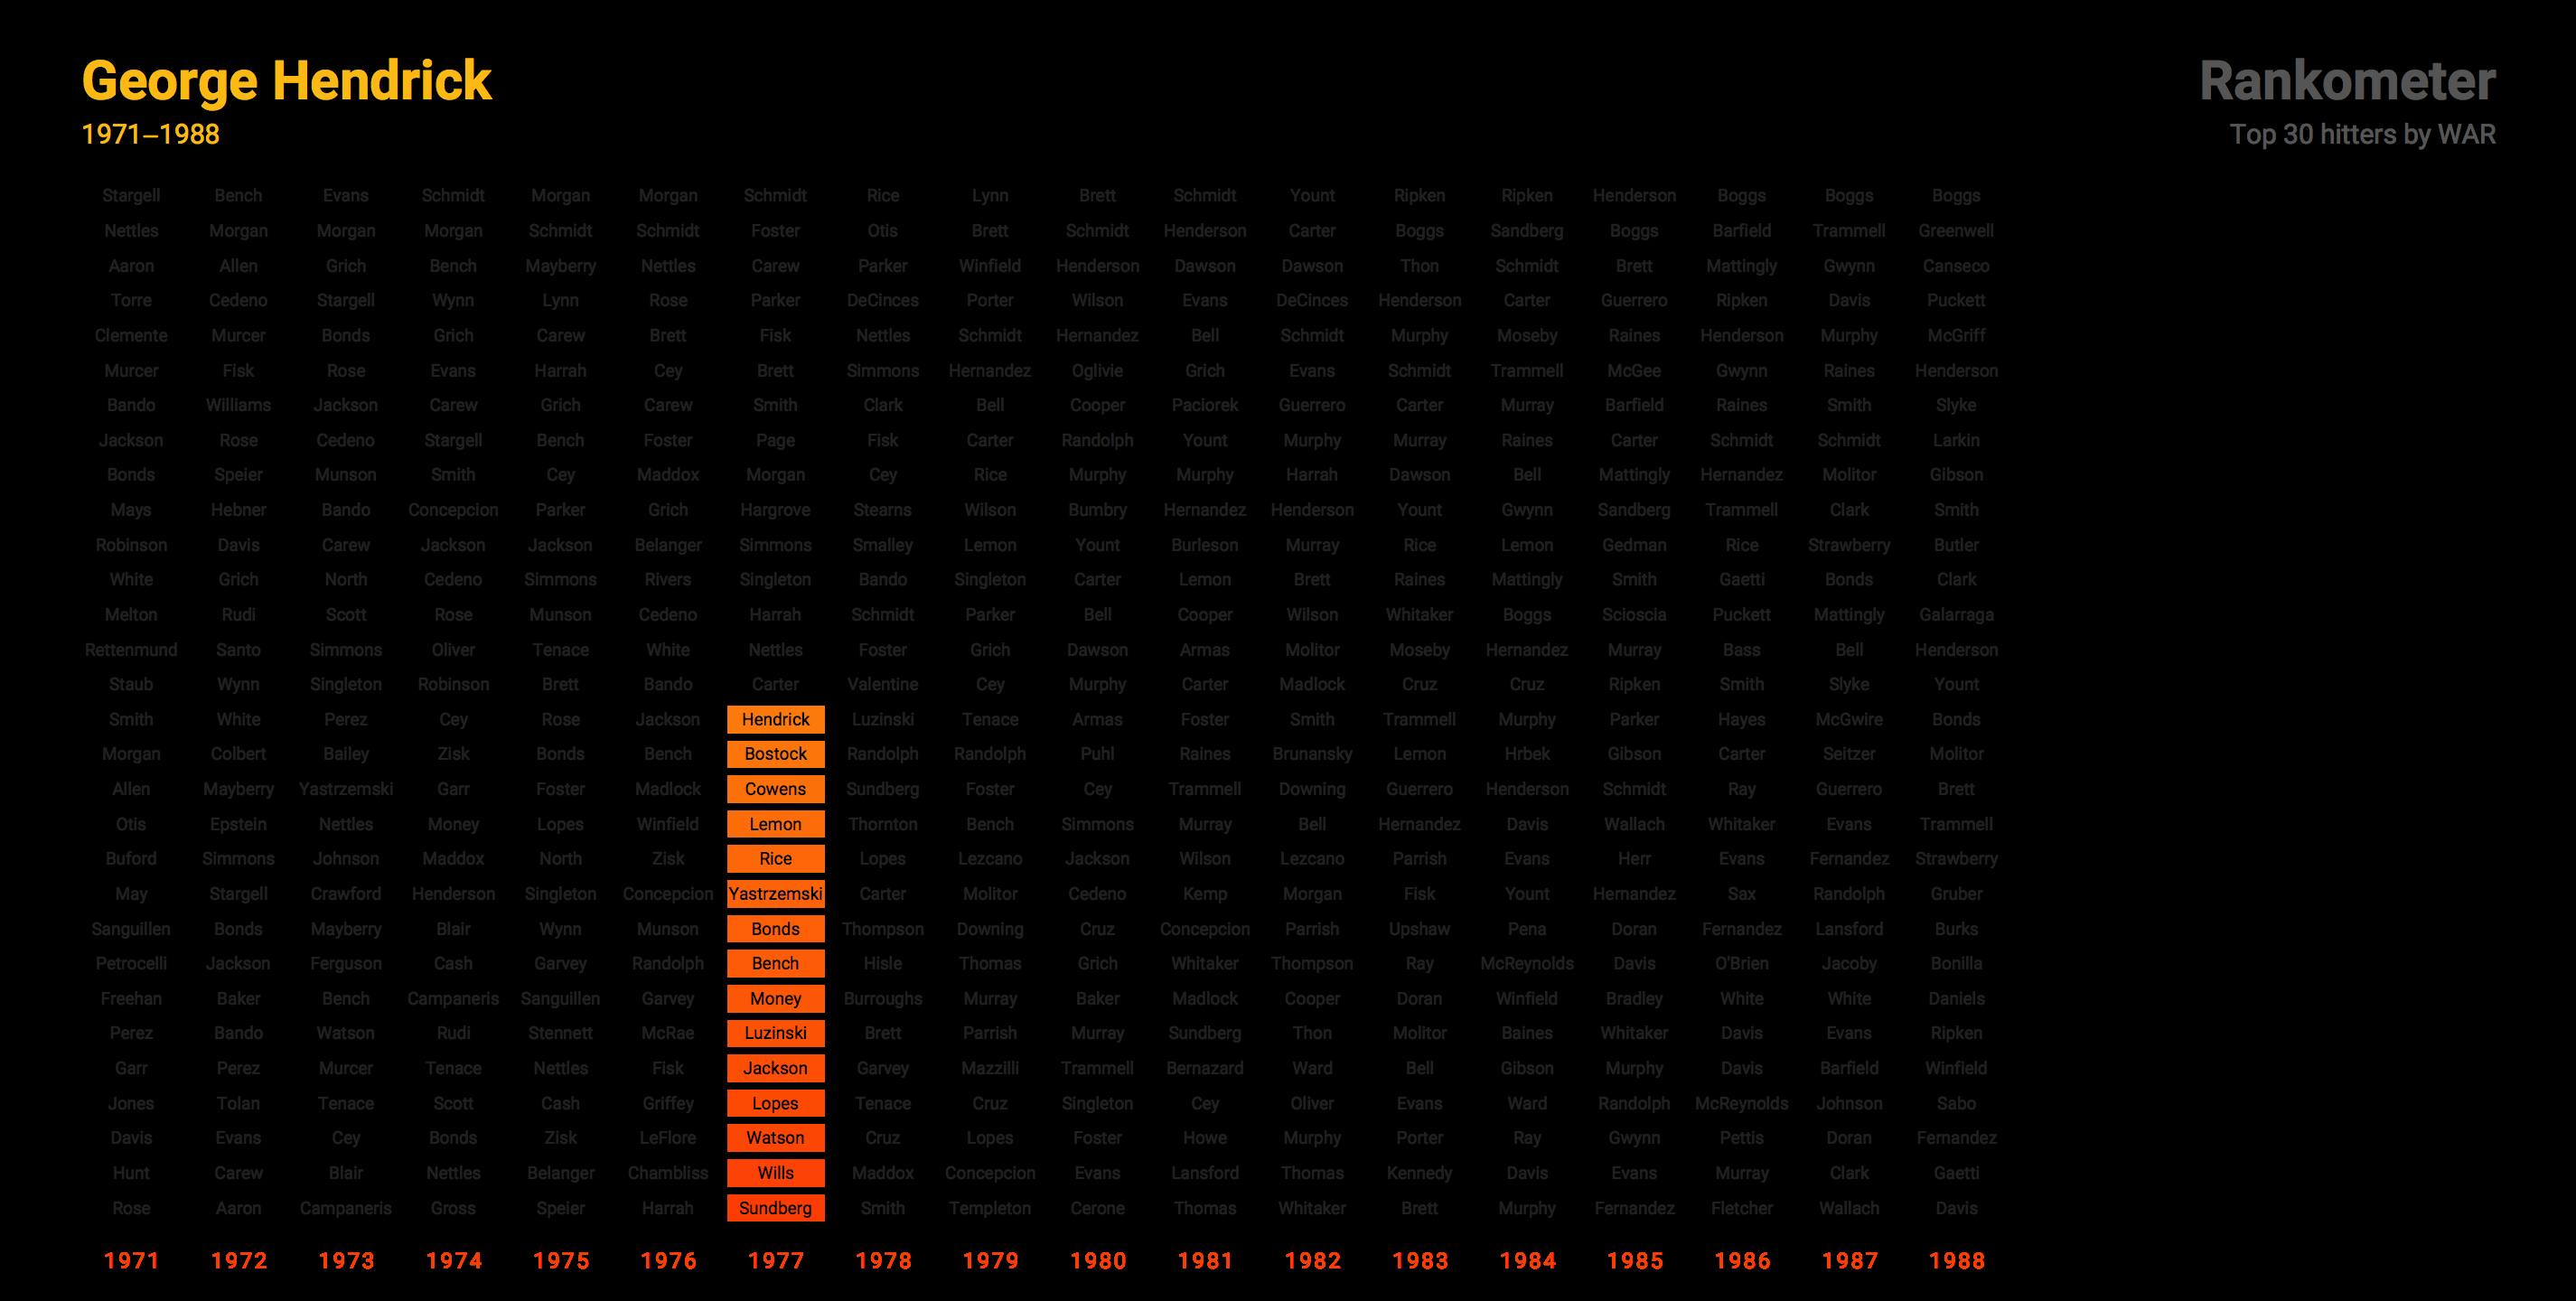 George Hendrick Rankometer
1971–1988 Top 30 hitters by WAR
Stargell Bench Evans Schmidt Morgan Morgan Schmidt Rice Lynn Brett Schmidt Yount Ripken Ripken Henderson Boggs Boggs Boggs
Nettles Morgan Morgan Morgan Schmidt Schmidt Foster Otis Brett Schmidt Henderson Carter Boggs Sandberg Boggs Barfield Trammell Greenwell
Aaron Allen Grich Bench Mayberry Nettles Carew Parker Winfield Henderson Dawson Dawson Thon Schmidt Brett Mattingly Gwynn Canseco
Torre Cedeno Stargell Wynn Lynn Rose Parker DeCinces Porter Wilson Evans DeCinces Henderson Carter Guerrero Ripken Davis Puckett
Clemente Murcer Bonds Grich Carew Brett Fisk Nettles Schmidt Hernandez Bell Schmidt Murphy Moseby Raines Henderson Murphy McGriff
Murcer Fisk Rose Evans Harrah Cey Brett Simmons Hernandez Oglivie Grich Evans Schmidt Trammell McGee Gwynn Raines Henderson
Bando Williams Jackson Carew Grich Carew Smith Clark Bell Cooper Paciorek Guerrero Carter Murray Barfield Raines Smith Slyke
Jackson Rose Cedeno Stargell Bench Foster Page Fisk Carter Randolph Yount Murphy Murray Raines Carter Schmidt Schmidt Larkin
Bonds Speier Munson Smith Cey Maddox Morgan Cey Rice Murphy Murphy Harrah Dawson Bell Mattingly Hernandez Molitor Gibson
Mays Hebner Bando Concepcion Parker Grich Hargrove Stearns Wilson Bumbry Hernandez Henderson Yount Gwynn Sandberg Trammell Clark Smith
Robinson Davis Carew Jackson Jackson Belanger Simmons Smalley Lemon Yount Burleson Murray Rice Lemon Gedman Rice Strawberry Butler
White Grich North Cedeno Simmons Rivers Singleton Bando Singleton Carter Lemon Brett Raines Mattingly Smith Gaetti Bonds Clark
Melton Rudi Scott Rose Munson Cedeno Harrah Schmidt Parker Bell Cooper Wilson Whitaker Boggs Scioscia Puckett Mattingly Galarraga
Rettenmund Santo Simmons Oliver Tenace White Nettles Foster Grich Dawson Armas Molitor Moseby Hernandez Murray Bass Bell Henderson
Staub Wynn Singleton Robinson Brett Bando Carter Valentine Cey Murphy Carter Madlock Cruz Cruz Ripken Smith Slyke Yount
Smith White Perez Cey Rose Jackson Hendrick Luzinski Tenace Armas Foster Smith Trammell Murphy Parker Hayes McGwire Bonds
Morgan Colbert Bailey Zisk Bonds Bench Bostock Randolph Randolph Puhl Raines Brunansky Lemon Hrbek Gibson Carter Seitzer Molitor
Allen Mayberry Yastrzemski Garr Foster Madlock Cowens Sundberg Foster Cey Trammell Downing Guerrero Henderson Schmidt Ray Guerrero Brett
Otis Epstein Nettles Money Lopes Winfield Lemon Thornton Bench Simmons Murray Bell Hernandez Davis Wallach Whitaker Evans Trammell
Buford Simmons Johnson Maddox North Zisk Rice Lopes Lezcano Jackson Wilson Lezcano Parrish Evans Herr Evans Fernandez Strawberry
May Stargell Crawford Henderson Singleton Concepcion Yastrzemski Carter Molitor Cedeno Kemp Morgan Fisk Yount Hernandez Sax Randolph Gruber
Sanguillen Bonds Mayberry Blair Wynn Munson Bonds Thompson Downing Cruz Concepcion Parrish Upshaw Pena Doran Fernandez Lansford Burks
Petrocelli Jackson Ferguson Cash Garvey Randolph Bench Hisle Thomas Grich Whitaker Thompson Ray McReynolds Davis O'Brien Jacoby Bonilla
Freehan Baker Bench Campaneris Sanguillen Garvey Money Burroughs Murray Baker Madlock Cooper Doran Winfield Bradley White White Daniels
Perez Bando Watson Rudi Stennett McRae Luzinski Brett Parrish Murray Sundberg Thon Molitor Baines Whitaker Davis Evans Ripken
Garr Perez Murcer Tenace Nettles Fisk Jackson Garvey Mazzilli Trammell Bernazard Ward Bell Gibson Murphy Davis Barfield Winfield
Jones Tolan Tenace Scott Cash Griffey Lopes Tenace Cruz Singleton Cey Oliver Evans Ward Randolph McReynolds Johnson Sabo
Davis Evans Cey Bonds Zisk LeFlore Watson Cruz Lopes Foster Howe Murphy Porter Ray Gwynn Pettis Doran Fernandez
Hunt Carew Blair Nettles Belanger Chambliss Wills Maddox Concepcion Evans Lansford Thomas Kennedy Davis Evans Murray Clark Gaetti
Rose Aaron Campaneris Gross Speier Harrah Sundberg Smith Templeton Cerone Thomas Whitaker Brett Murphy Fernandez Fletcher Wallach Davis
1971 1972 1973 1974 1975 1976 1977 1978 1979 1980 1981 1982 1983 1984 1985 1986 1987 1988